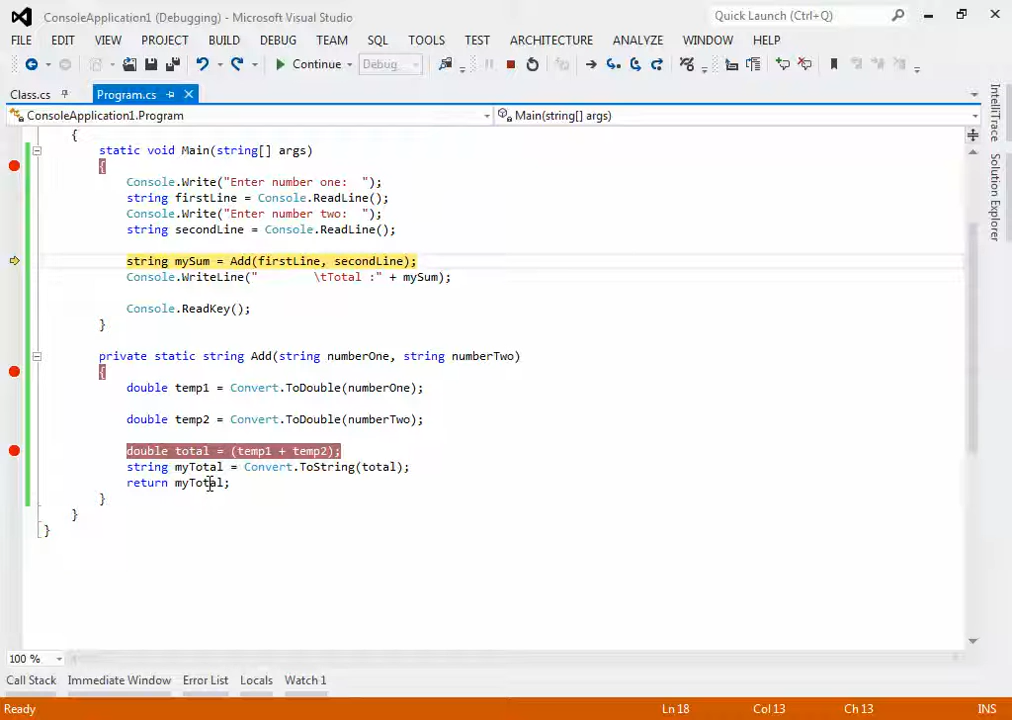 ConsoleApplication1 (Debugging) - Microsoft Visual Studio
Quick Launch (Ctrl+Q)
FILE EDIT VIEW PROJECT BUILD DEBUG TEAM SQL TOOLS TEST ARCHITECTURE ANALYZE WINDOW HELP
Continue Debug
Class.cs Program.cs
ConsoleApplication1.Program Main(string[] args)
IntelliTrace
Solution Explorer
{
static void Main(string[] args)
{
Console.Write("Enter number one:  ");
string firstLine = Console.ReadLine();
Console.Write("Enter number two:  ");
string secondLine = Console.ReadLine();
string mySum = Add(firstLine, secondLine);
Console.WriteLine("        \tTotal :" + mySum);
Console.ReadKey();
}
private static string Add(string numberOne, string numberTwo)
{
double temp1 = Convert.ToDouble(numberOne);
double temp2 = Convert.ToDouble(numberTwo);
double total = (temp1 + temp2);
string myTotal = Convert.ToString(total);
return myTotal;
}
}
}
100 %
Call Stack Immediate Window Error List Locals Watch 1
Ready Ln 18 Col 13 Ch 13 INS